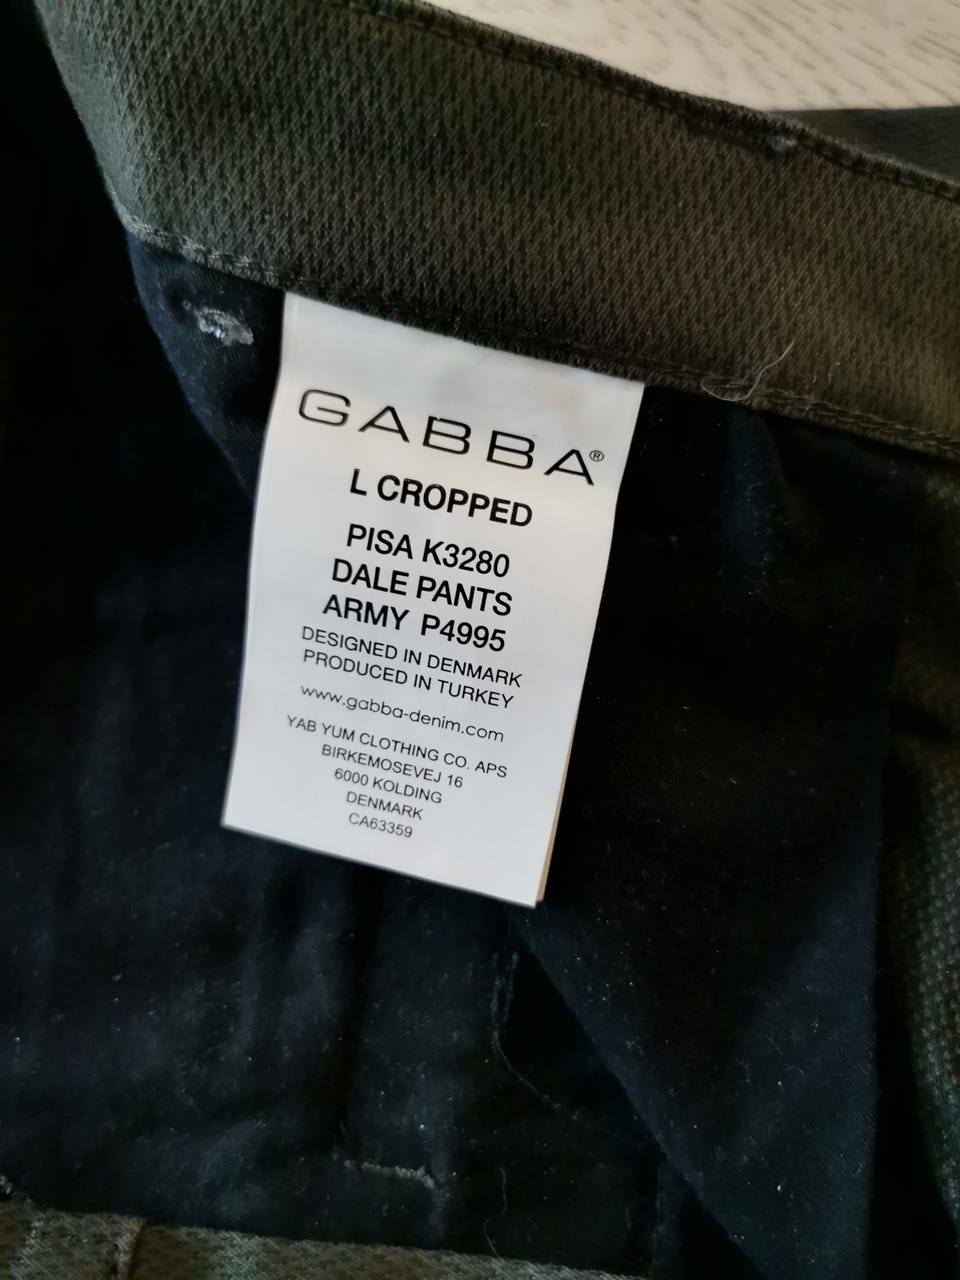 GABBA®
L CROPPED
PISA K3280
DALE PANTS
ARMY P4995
DESIGNED IN DENMARK
PRODUCED IN TURKEY
www.gabba-denim.com
YAB YUM CLOTHING CO. APS
BIRKEMOSEVEJ 16
6000 KOLDING
DENMARK
CA63359